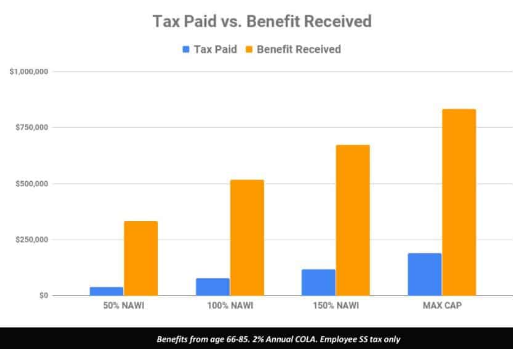 Tax Paid vs. Benefit Received
Tax Paid Benefit Received
$1,000,000
$750,000
$500,000
$250,000
$0
50% NAWI 100% NAWI 150% NAWI MAX CAP
Benefits from age 66-85. 2% Annual COLA. Employee SS tax only